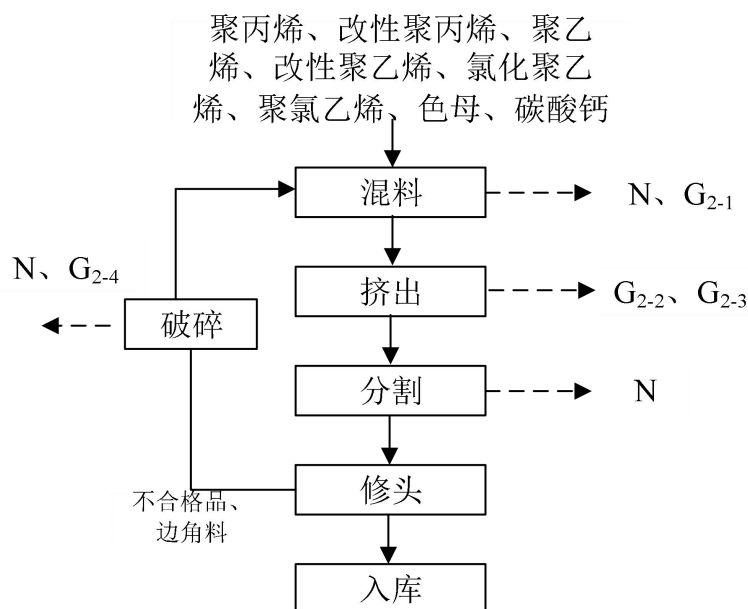 聚丙烯、改性聚丙烯、聚乙
烯、改性聚乙烯、氯化聚乙
烯、聚氯乙烯、色母、碳酸钙
混料
N、G2-1
N、G2-4
挤出
G2-2、G2-3
破碎
分割
N
修头
不合格品、
边角料
入库